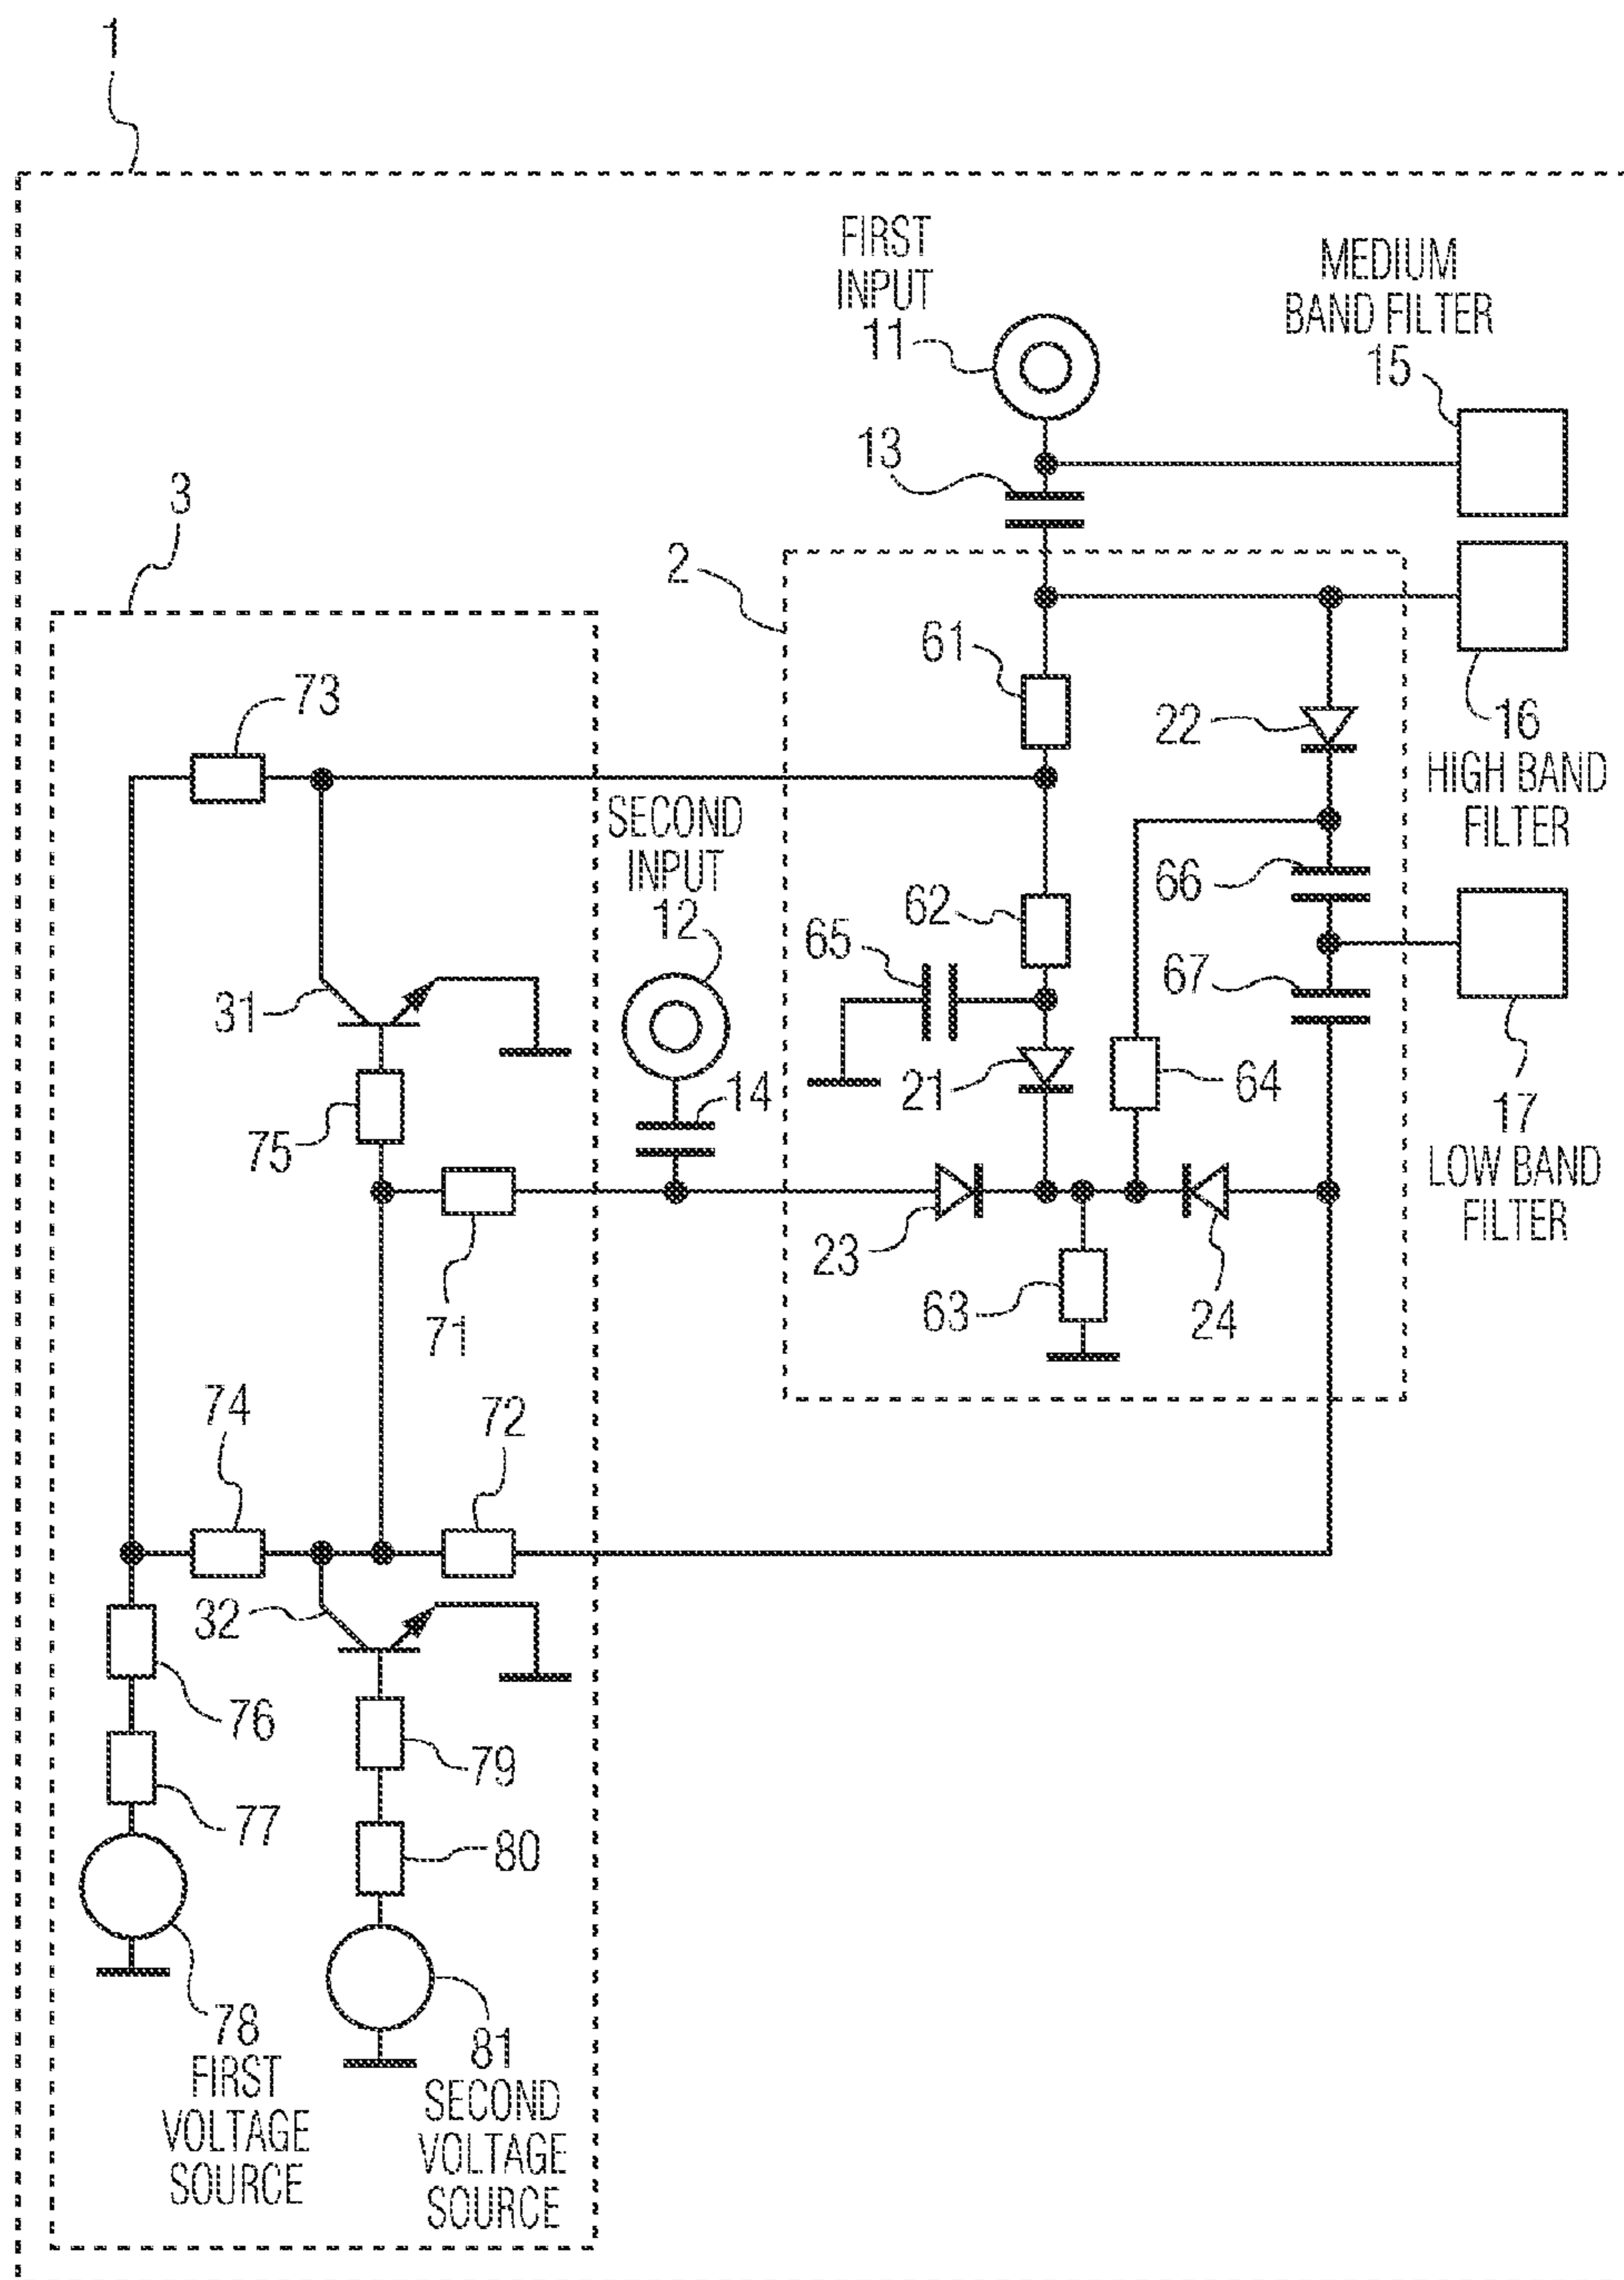 1
FIRST
INPUT
11
MEDIUM
BAND FILTER
15
13
3
2
61
73
22
16
HIGH BAND
FILTER
SECOND
INPUT
12
62
65
66
67
31
21
64
14
17
LOW BAND
FILTER
75
23
63
24
71
74
72
32
76
79
77
80
78
FIRST
VOLTAGE
SOURCE
81
SECOND
VOLTAGE
SOURCE